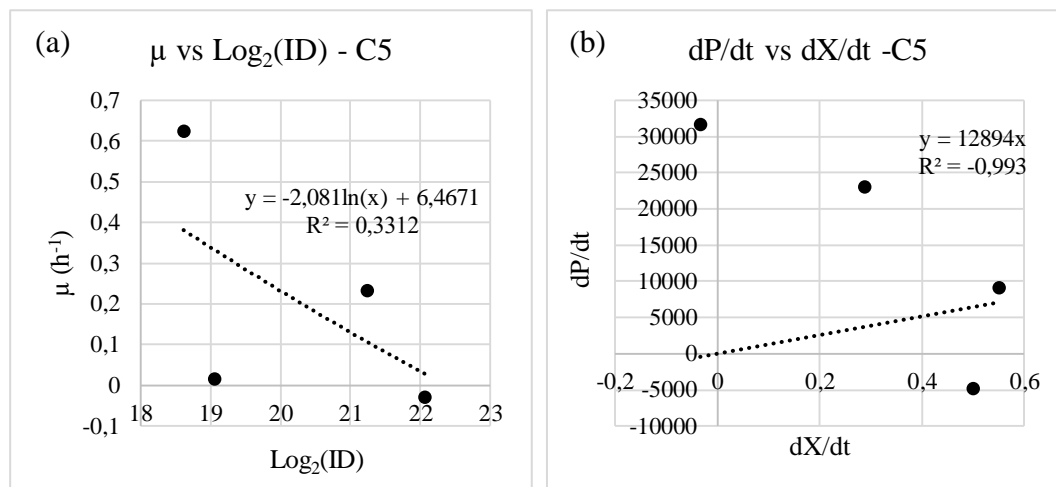 (a)
μ vs Log₂(ID) - C5
0,7
0,6
0,5
0,4
0,3
0,2
0,1
0
-0,1
μ (h⁻¹)
y = -2,081ln(x) + 6,4671
R² = 0,3312
18 19 20 21 22 23
Log₂(ID)
(b)
dP/dt vs dX/dt -C5
35000
30000
25000
20000
15000
10000
5000
0
-5000
-10000
dP/dt
y = 12894x
R² = -0,993
-0,2 0 0,2 0,4 0,6
dX/dt